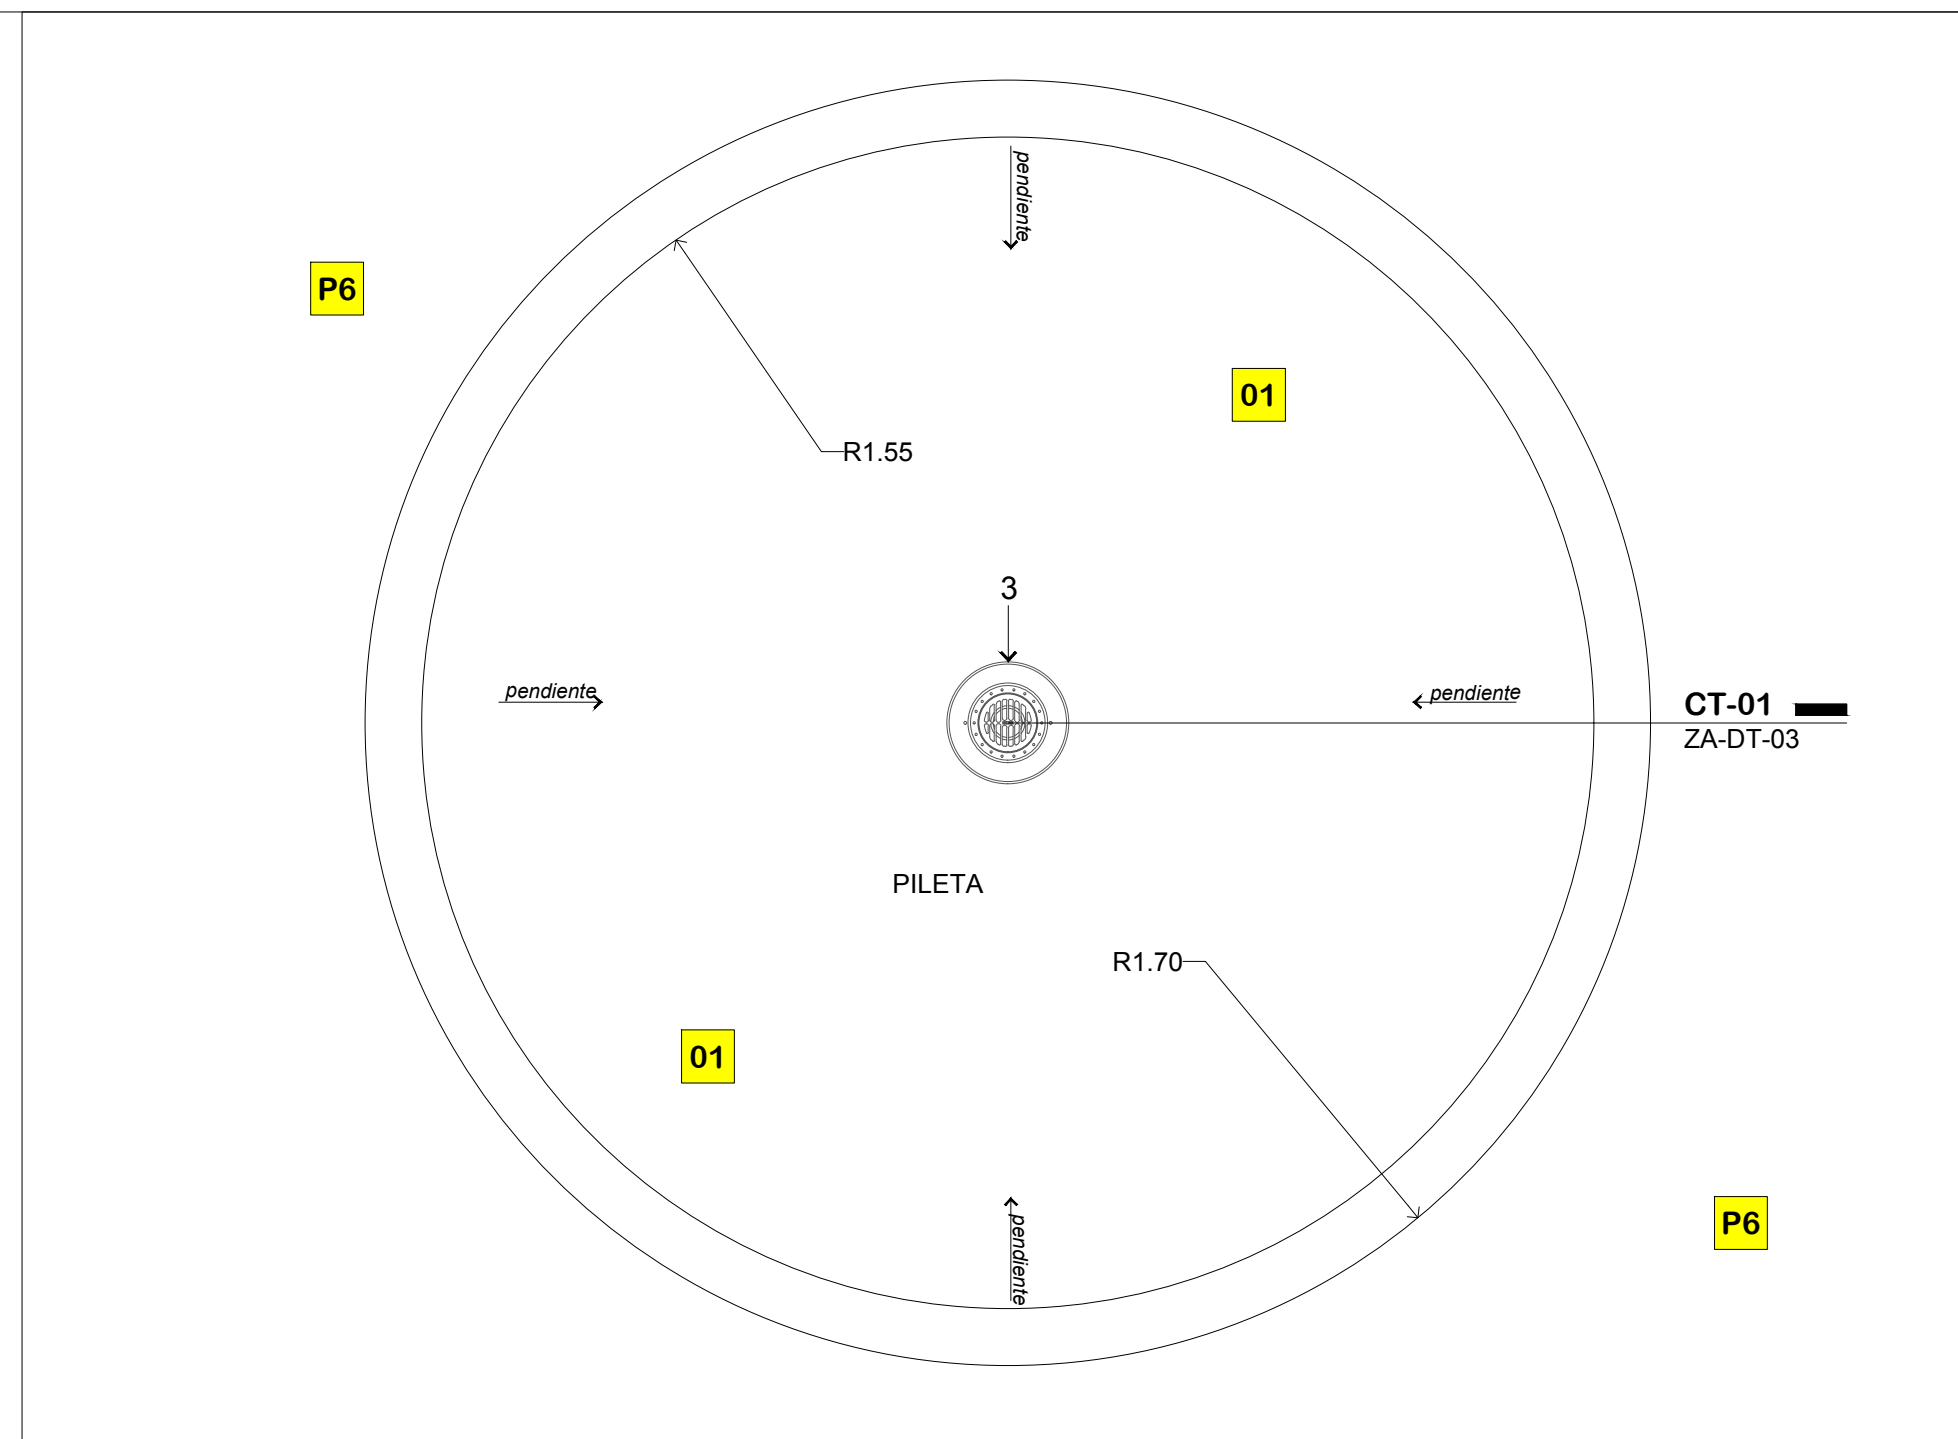 pendiente
P6
01
R1.55
3
pendiente
pendiente
CT-01
ZA-DT-03
PILETA
R1.70
01
P6
pendiente